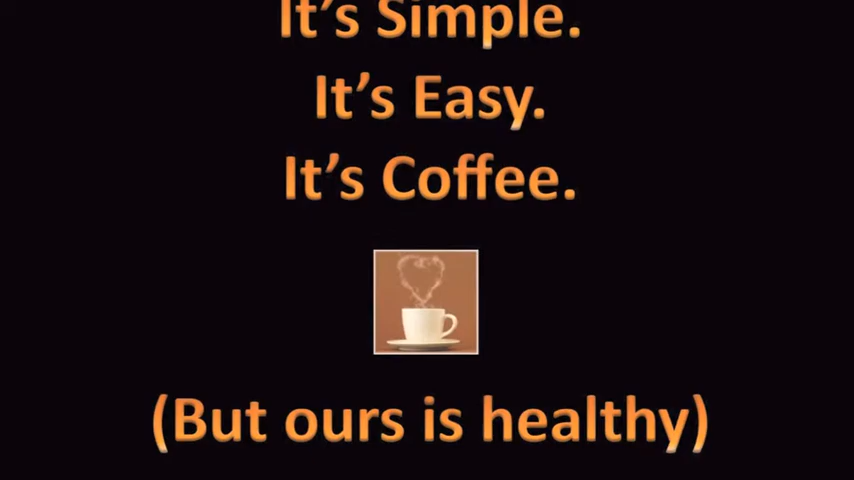 It's Simple.
It's Easy.
It's Coffee.
(But ours is healthy)